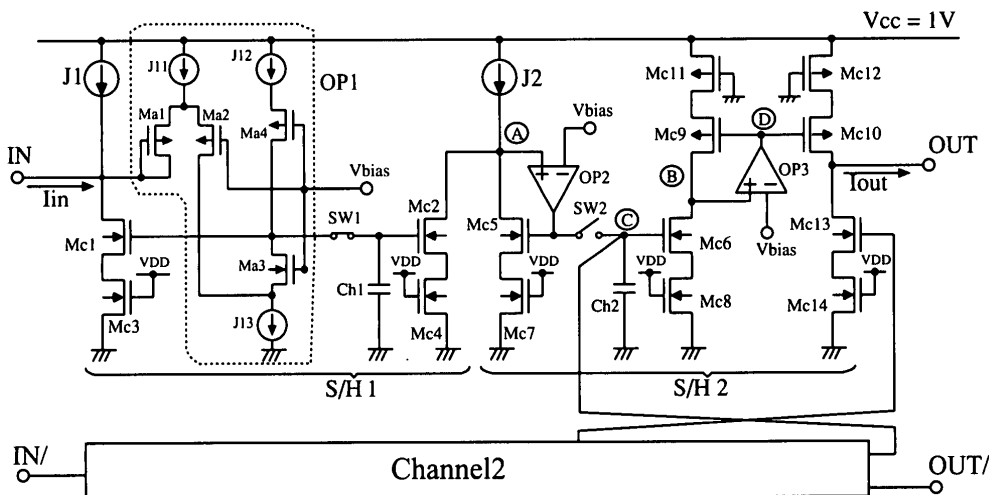 Vcc = 1V
J1
J11
J12
OP1
J2
Vbias
Mc11
Mc12
Ma1
Ma2
Ma4
A
D
Mc9
Mc10
IN
Iin
Vbias
OP2
B
OP3
OUT
Iout
SW1
Mc2
Mc5
SW2
C
Mc13
Mc1
VDD
Ma3
VDD
VDD
Mc6
Vbias
VDD
VDD
Ch1
Ch2
Mc8
Mc14
Mc3
J13
Mc4
Mc7
S/H 1
S/H 2
IN/
Channel2
OUT/